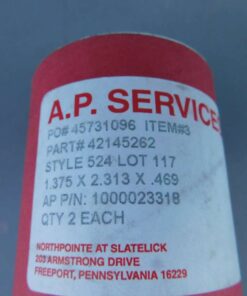 A.P. SERVICE
PO# 45731096 ITEM#3
PART# 42145262
STYLE 524 LOT 117
1.375 X 2.313 X .469
AP P/N: 1000023318
QTY 2 EACH
NORTHPOINTE AT SLATELICK
203 ARMSTRONG DRIVE
FREEPORT, PENNSYLVANIA 16229